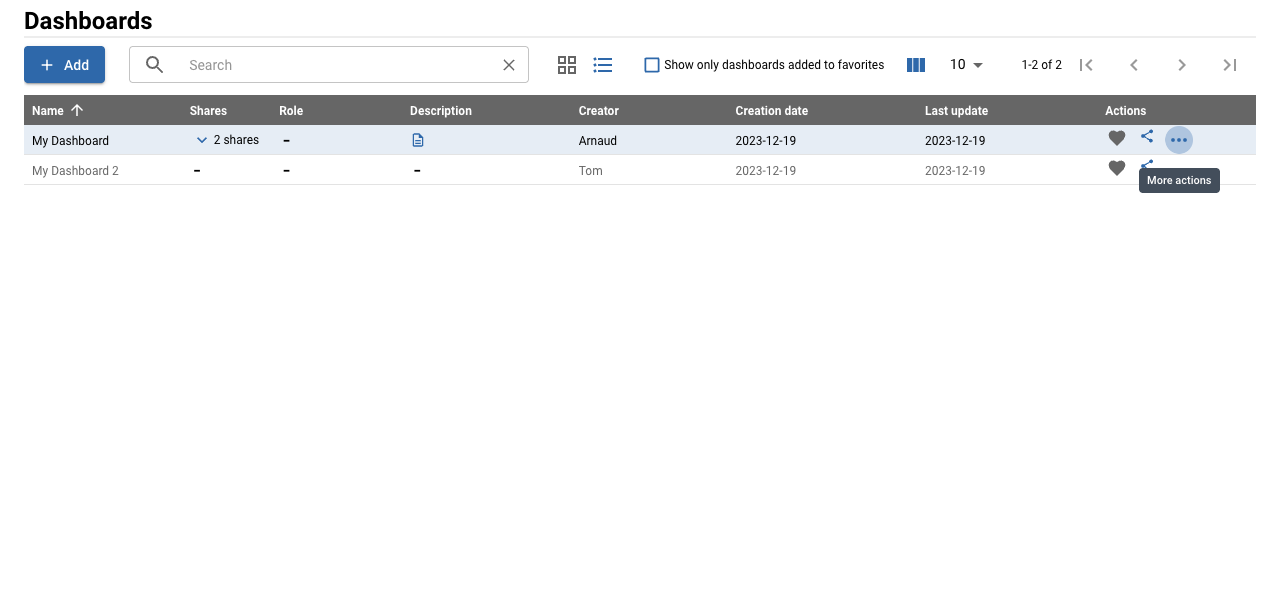 Dashboards
Add
Search
Show only dashboards added to favorites
10
1-2 of 2
Name Shares Role Description Creator Creation date Last update Actions
My Dashboard 2 shares – Arnaud 2023-12-19 2023-12-19
My Dashboard 2 – – – Tom 2023-12-19 2023-12-19
More actions